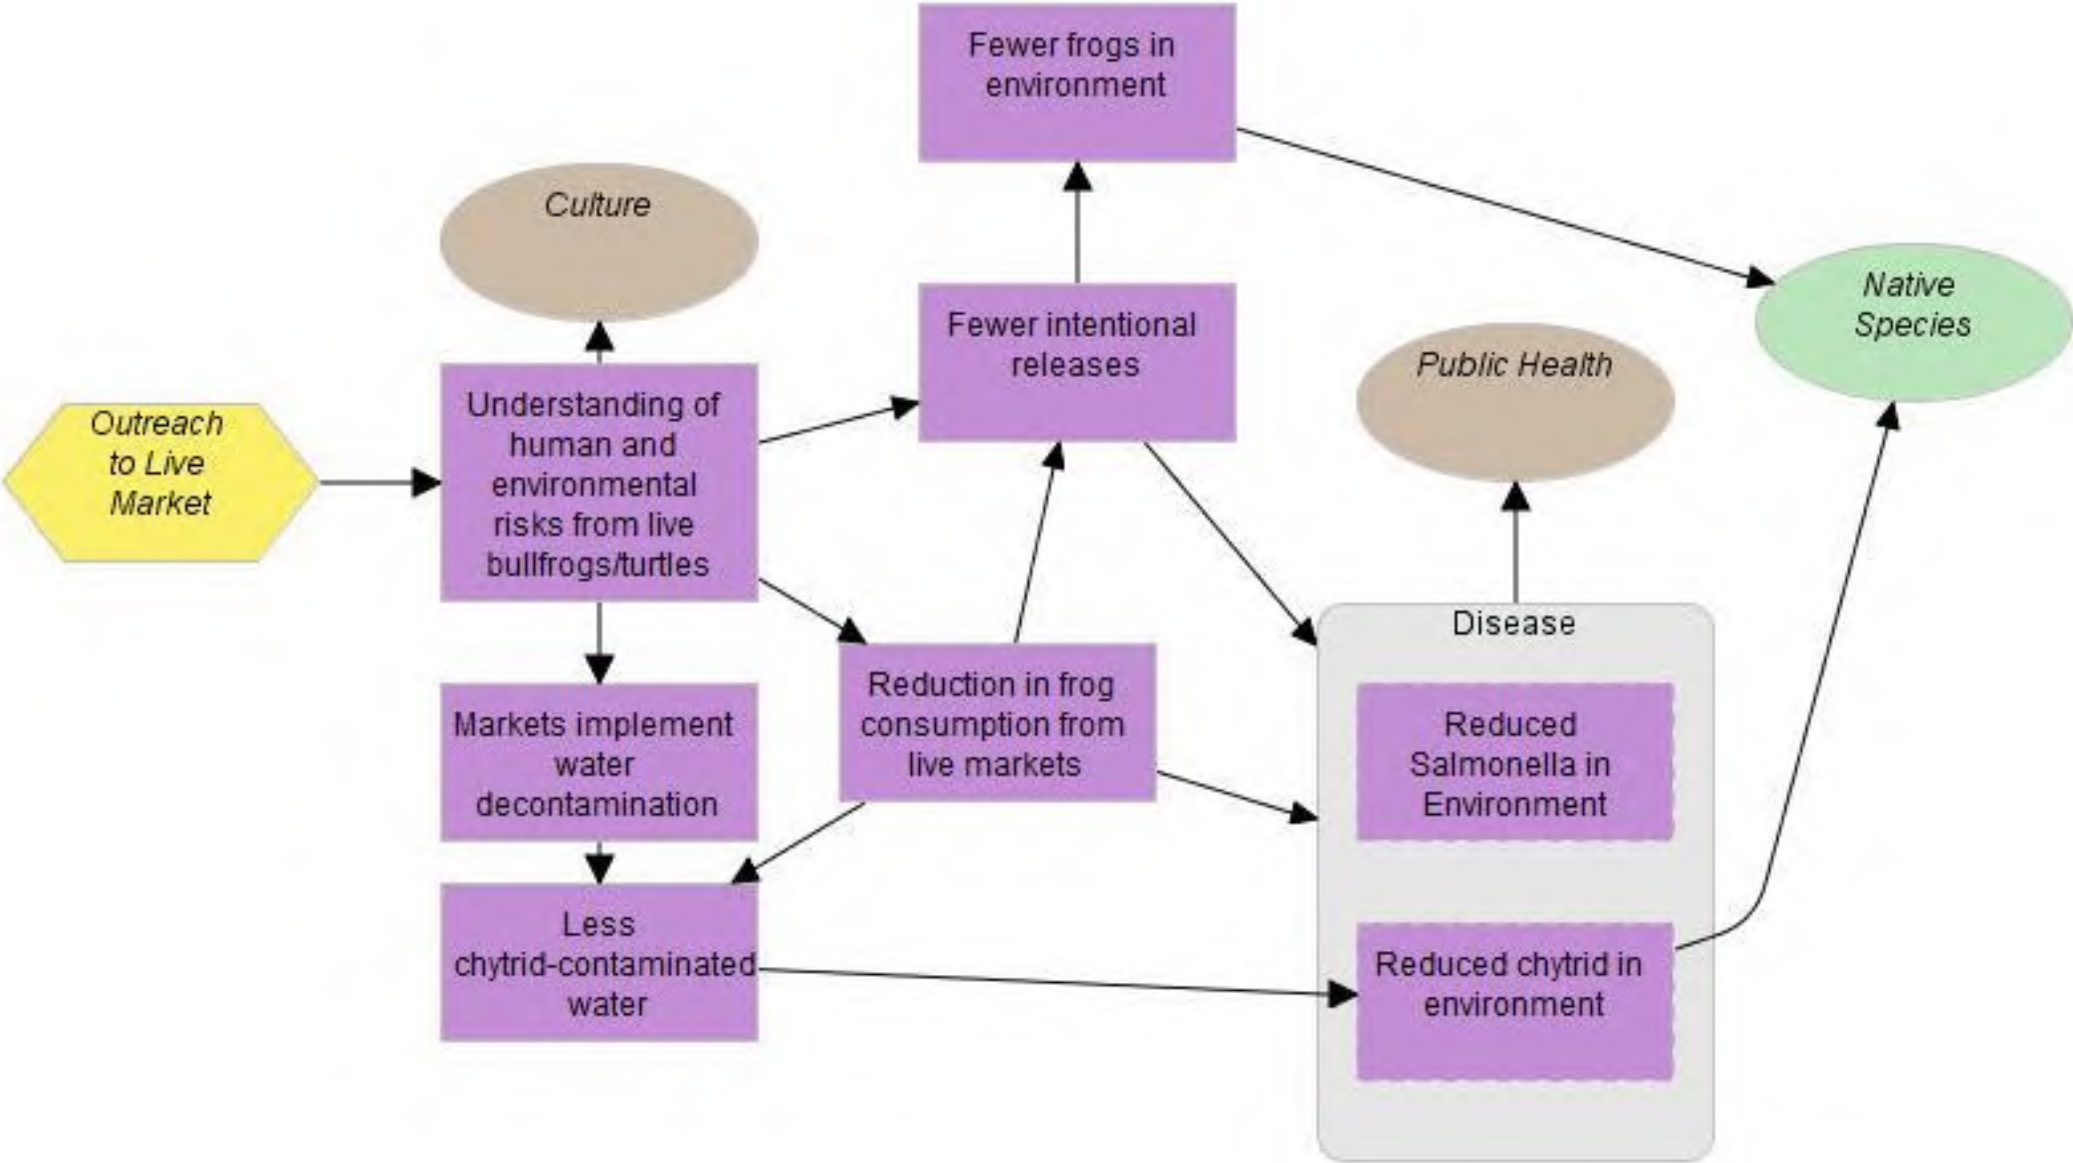 Fewer frogs in
environment
Culture
Native
Species
Fewer intentional
releases
Public Health
Outreach
to Live
Market
Understanding of
human and
environmental
risks from live
bullfrogs/turtles
Disease
Reduction in frog
consumption from
live markets
Markets implement
water
decontamination
Reduced
Salmonella in
Environment
Less
chytrid-contaminated
water
Reduced chytrid in
environment